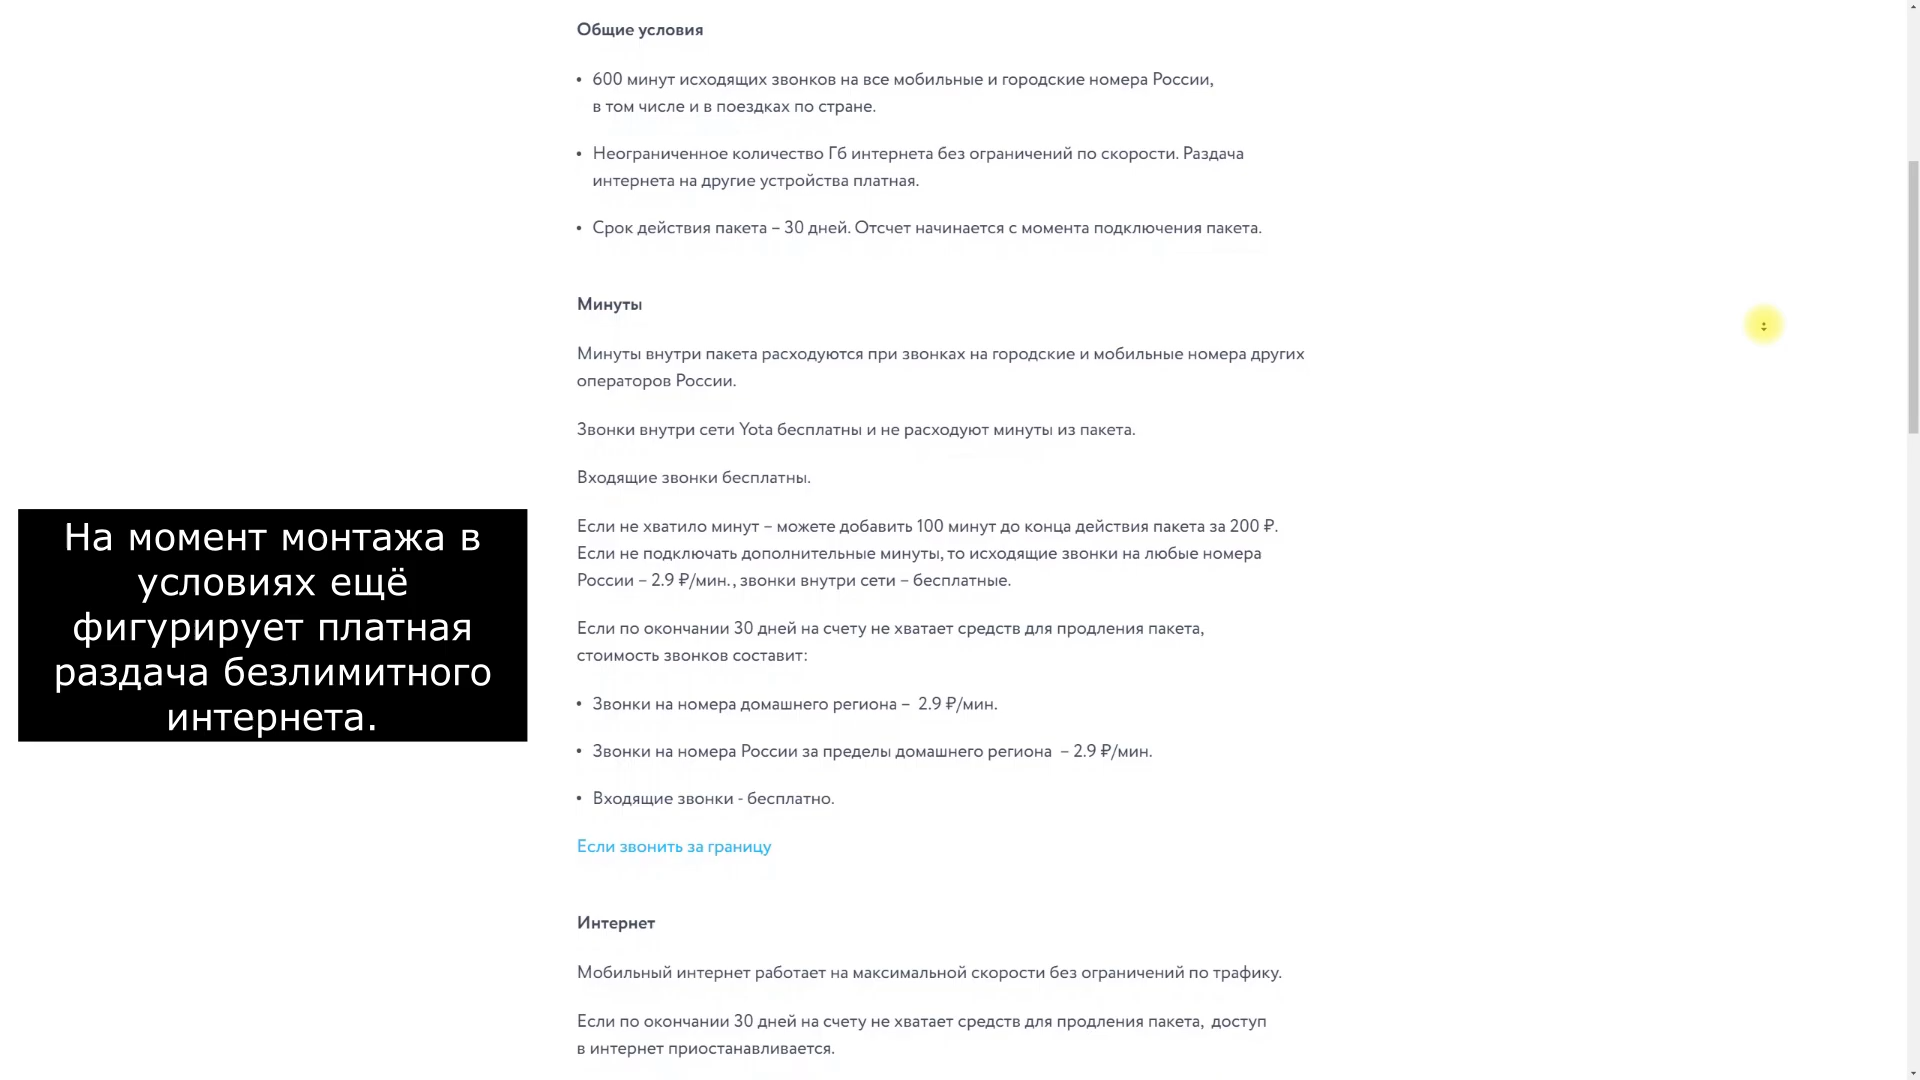 Общие условия
• 600 минут исходящих звонков на все мобильные и городские номера России,
в том числе и в поездках по стране.
• Неограниченное количество Гб интернета без ограничений по скорости. Раздача
интернета на другие устройства платная.
• Срок действия пакета – 30 дней. Отсчет начинается с момента подключения пакета.
Минуты
Минуты внутри пакета расходуются при звонках на городские и мобильные номера других
операторов России.
Звонки внутри сети Yota бесплатны и не расходуют минуты из пакета.
Входящие звонки бесплатны.
Если не хватило минут – можете добавить 100 минут до конца действия пакета за 200 ₽.
Если не подключать дополнительные минуты, то исходящие звонки на любые номера
России – 2.9 ₽/мин., звонки внутри сети – бесплатные.
Если по окончании 30 дней на счету не хватает средств для продления пакета,
стоимость звонков составит:
• Звонки на номера домашнего региона – 2.9 ₽/мин.
• Звонки на номера России за пределы домашнего региона – 2.9 ₽/мин.
• Входящие звонки - бесплатно.
Если звонить за границу
Интернет
Мобильный интернет работает на максимальной скорости без ограничений по трафику.
Если по окончании 30 дней на счету не хватает средств для продления пакета, доступ
в интернет приостанавливается.
На момент монтажа в
условиях ещё
фигурирует платная
раздача безлимитного
интернета.